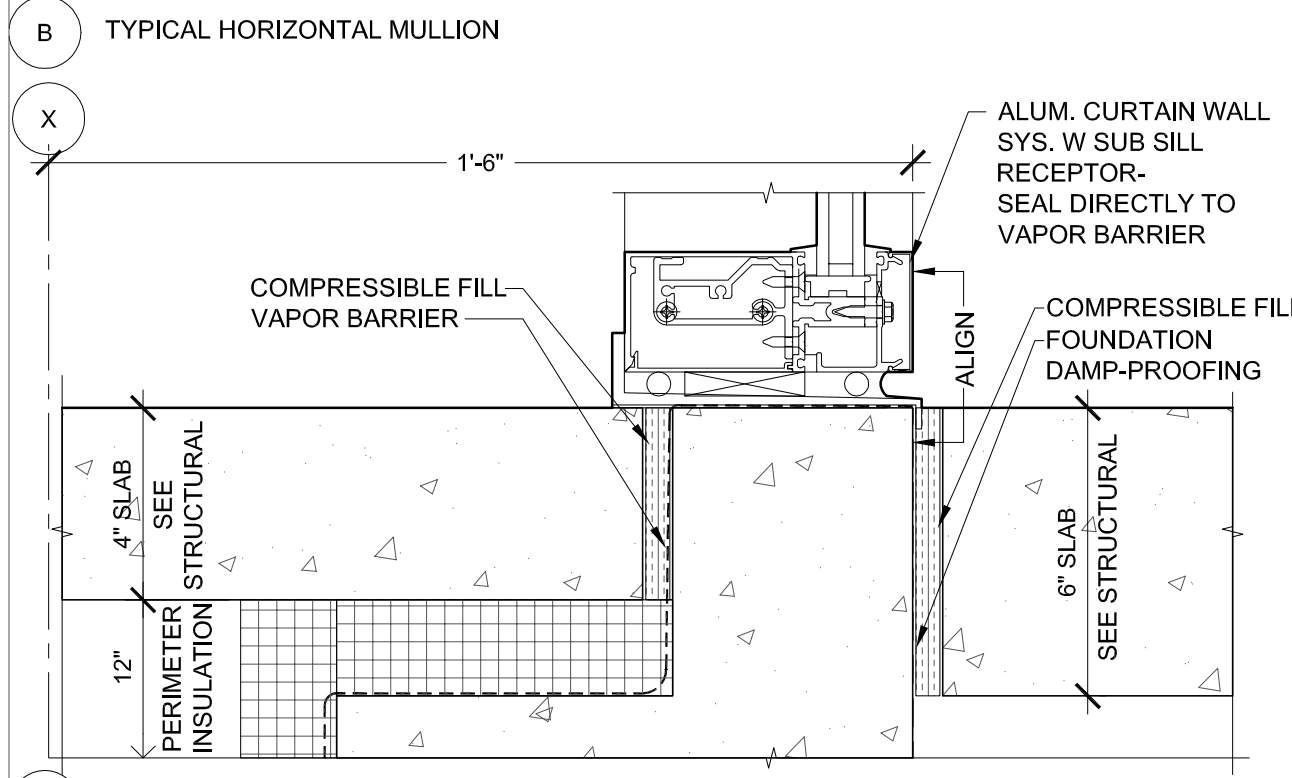 B
TYPICAL HORIZONTAL MULLION
X
1'-6"
ALUM. CURTAIN WALL
SYS. W SUB SILL
RECEPTOR-
SEAL DIRECTLY TO
VAPOR BARRIER
COMPRESSIBLE FILL
VAPOR BARRIER
ALIGN
COMPRESSIBLE FILL
FOUNDATION
DAMP-PROOFING
4" SLAB
SEE
STRUCTURAL
6" SLAB
SEE STRUCTURAL
12"
PERIMETER
INSULATION